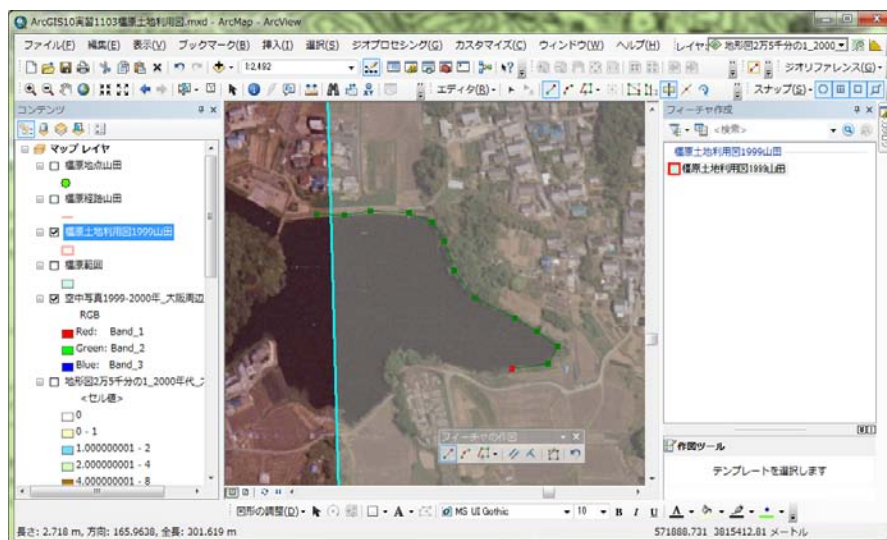 ArcGIS10実習1103橿原土地利用図.mxd - ArcMap - ArcView
ファイル(F) 編集(E) 表示(V) ブックマーク(B) 挿入(I) 選択(S) ジオプロセシング(G) カスタマイズ(C) ウィンドウ(W) ヘルプ(H) レイヤ: 地形図2万5千分の1_2000
1:2,492 ジオリファレンス(G)
エディタ(R) スナップ(S)
コンテンツ
マップ レイヤ
橿原地点山田
橿原経路山田
橿原土地利用図1999山田
橿原範囲
空中写真1999-2000年_大阪周辺
RGB
Red: Band_1
Green: Band_2
Blue: Band_3
地形図2万5千分の1_2000年代_
<セル値>
0
0 - 1
1.000000001 - 2
2.000000001 - 4
4.000000001 - 8
フィーチャの作図
フィーチャ作成
<検索>
橿原土地利用図1999山田
橿原土地利用図1999山田
作図ツール
テンプレートを選択します
図形の調整(D) A MS UI Gothic 10 B I U A
長さ: 2.718 m, 方向: 165.9638, 全長: 301.619 m 571888.731 3815412.81 メートル